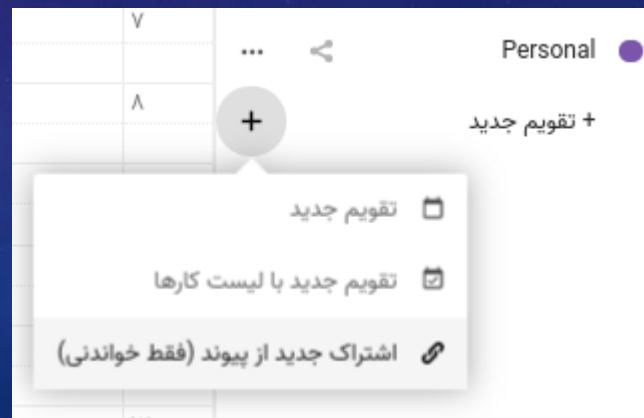 ۷
Personal
۸
+ تقویم جدید
تقویم جدید
تقویم جدید با لیست کارها
اشتراک جدید از پیوند (فقط خواندنی)